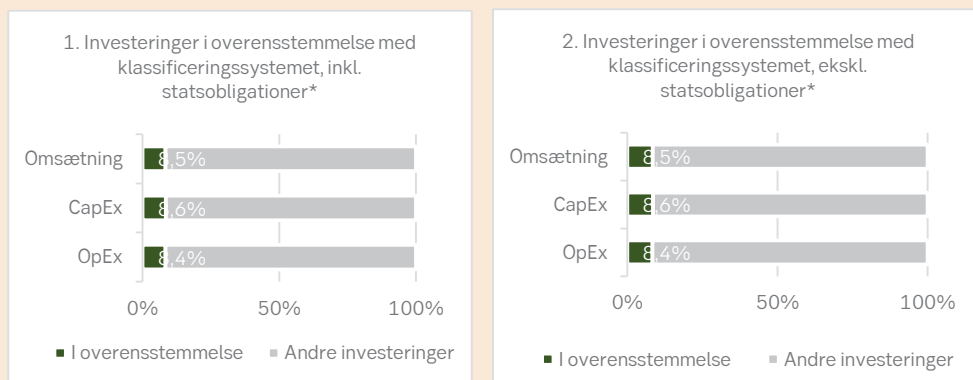 1. Investeringer i overensstemmelse med
klassificeringssystemet, inkl.
statsobligationer*
Omsætning
8,5%
CapEx
8,6%
OpEx
8,4%
0%
50%
100%
I overensstemmelse
Andre investeringer
2. Investeringer i overensstemmelse med
klassificeringssystemet, ekskl.
statsobligationer*
Omsætning
8.5%
CapEx
8.6%
OpEx
8.4%
0%
50%
100%
I overensstemmelse
Andre investeringer